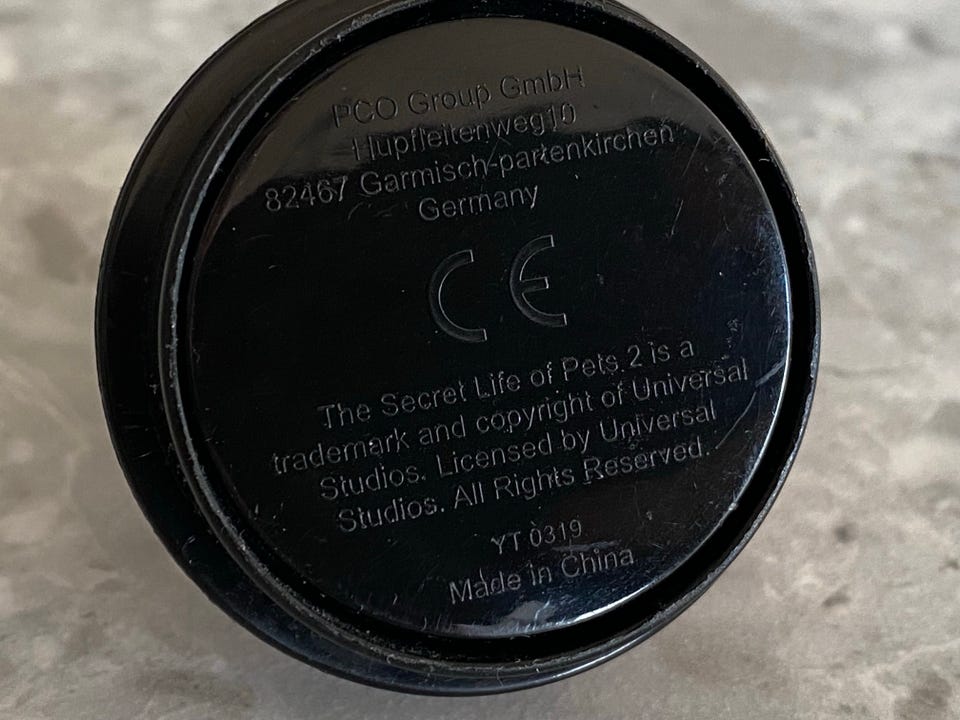 PCO Group GmbH
Hupfleitenweg10
82467 Garmisch-partenkirchen
Germany
CE
The Secret Life of Pets 2 is a
trademark and copyright of Universal
Studios. Licensed by Universal
Studios. All Rights Reserved.
YT 0319
Made in China